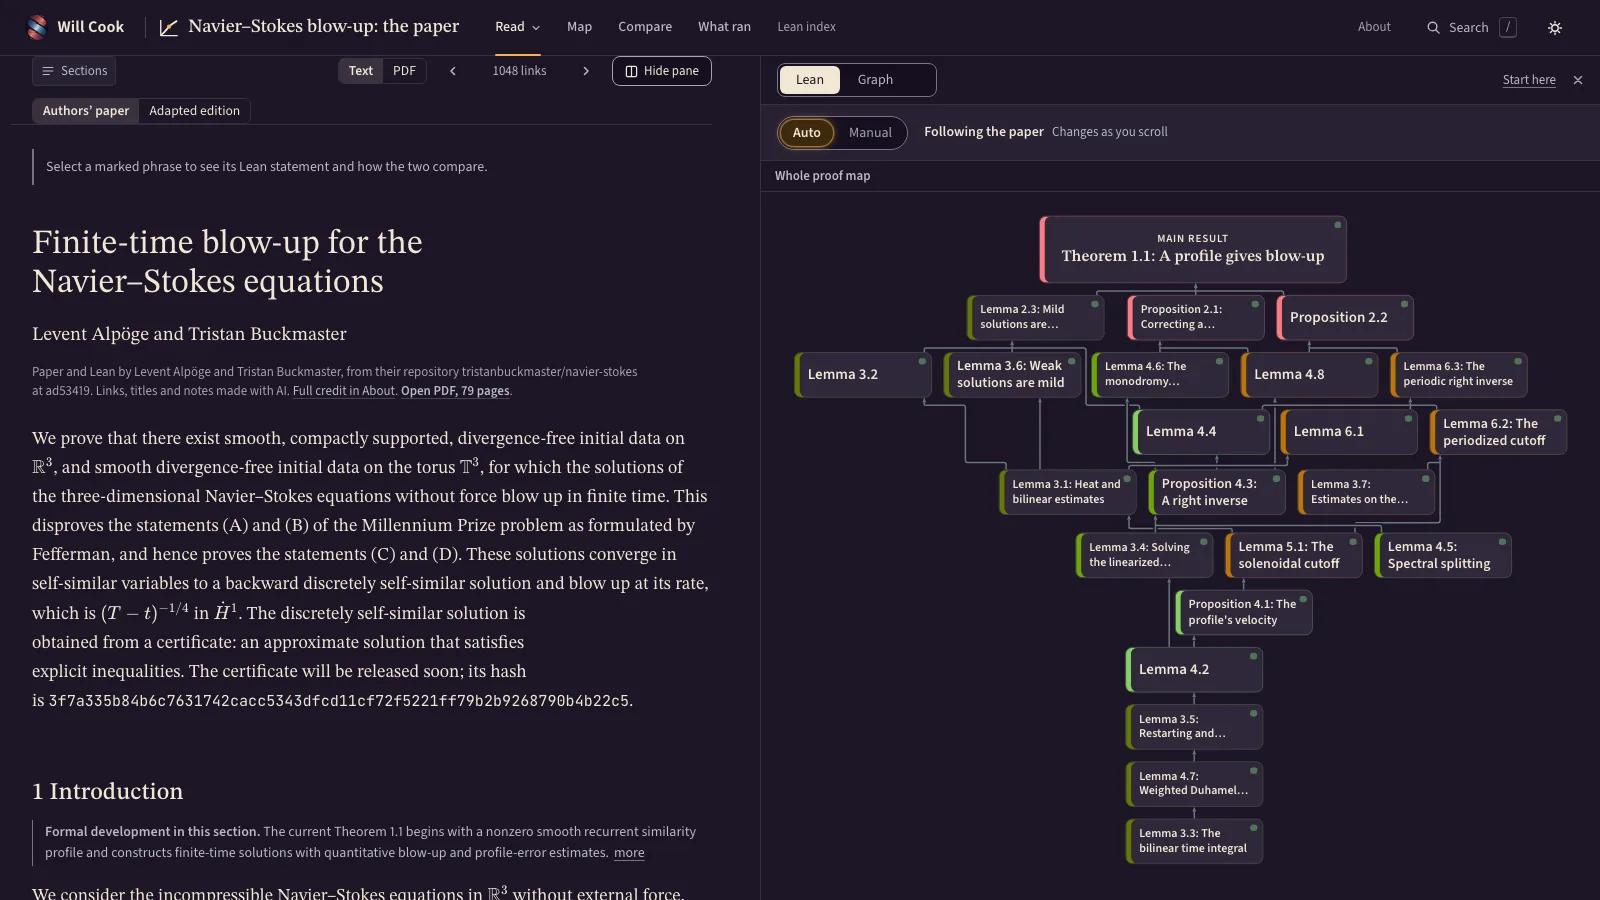 Will Cook
Navier–Stokes blow-up: the paper
Read
Map
Compare
What ran
Lean index
About
Search
/
Sections
Text
PDF
1048 links
Hide pane
Authors’ paper
Adapted edition
Select a marked phrase to see its Lean statement and how the two compare.
Finite-time blow-up for the
Navier–Stokes equations
Levent Alpöge and Tristan Buckmaster
Paper and Lean by Levent Alpöge and Tristan Buckmaster, from their repository tristanbuckmaster/navier-stokes
at ad53419. Links, titles and notes made with AI. Full credit in About. Open PDF, 79 pages.
We prove that there exist smooth, compactly supported, divergence-free initial data on
ℝ³, and smooth divergence-free initial data on the torus 𝕋³, for which the solutions of
the three-dimensional Navier–Stokes equations without force blow up in finite time. This
disproves the statements (A) and (B) of the Millennium Prize problem as formulated by
Fefferman, and hence proves the statements (C) and (D). These solutions converge in
self-similar variables to a backward discretely self-similar solution and blow up at its rate,
which is (T − t)^{−1/4} in Ḣ¹. The discretely self-similar solution is
obtained from a certificate: an approximate solution that satisfies
explicit inequalities. The certificate will be released soon; its hash
is 3f7a335b84b6c7631742cacc5343dfcd11cf72f5221ff79b2b9268790b4b22c5.
1 Introduction
Formal development in this section. The current Theorem 1.1 begins with a nonzero smooth recurrent similarity
profile and constructs finite-time solutions with quantitative blow-up and profile-error estimates. more
We consider the incompressible Navier–Stokes equations in ℝ³ without external force,
Lean
Graph
Start here
Auto
Manual
Following the paper
Changes as you scroll
Whole proof map
MAIN RESULT
Theorem 1.1: A profile gives blow-up
Lemma 2.3: Mild
solutions are…
Proposition 2.1:
Correcting a…
Proposition 2.2
Lemma 3.2
Lemma 3.6: Weak
solutions are mild
Lemma 4.6: The
monodromy…
Lemma 4.8
Lemma 6.3: The
periodic right inverse
Lemma 4.4
Lemma 6.1
Lemma 6.2: The
periodized cutoff
Lemma 3.1: Heat and
bilinear estimates
Proposition 4.3:
A right inverse
Lemma 3.7:
Estimates on the…
Lemma 3.4: Solving
the linearized…
Lemma 5.1: The
solenoidal cutoff
Lemma 4.5:
Spectral splitting
Proposition 4.1: The
profile's velocity
Lemma 4.2
Lemma 3.5:
Restarting and…
Lemma 4.7:
Weighted Duhamel…
Lemma 3.3: The
bilinear time integral